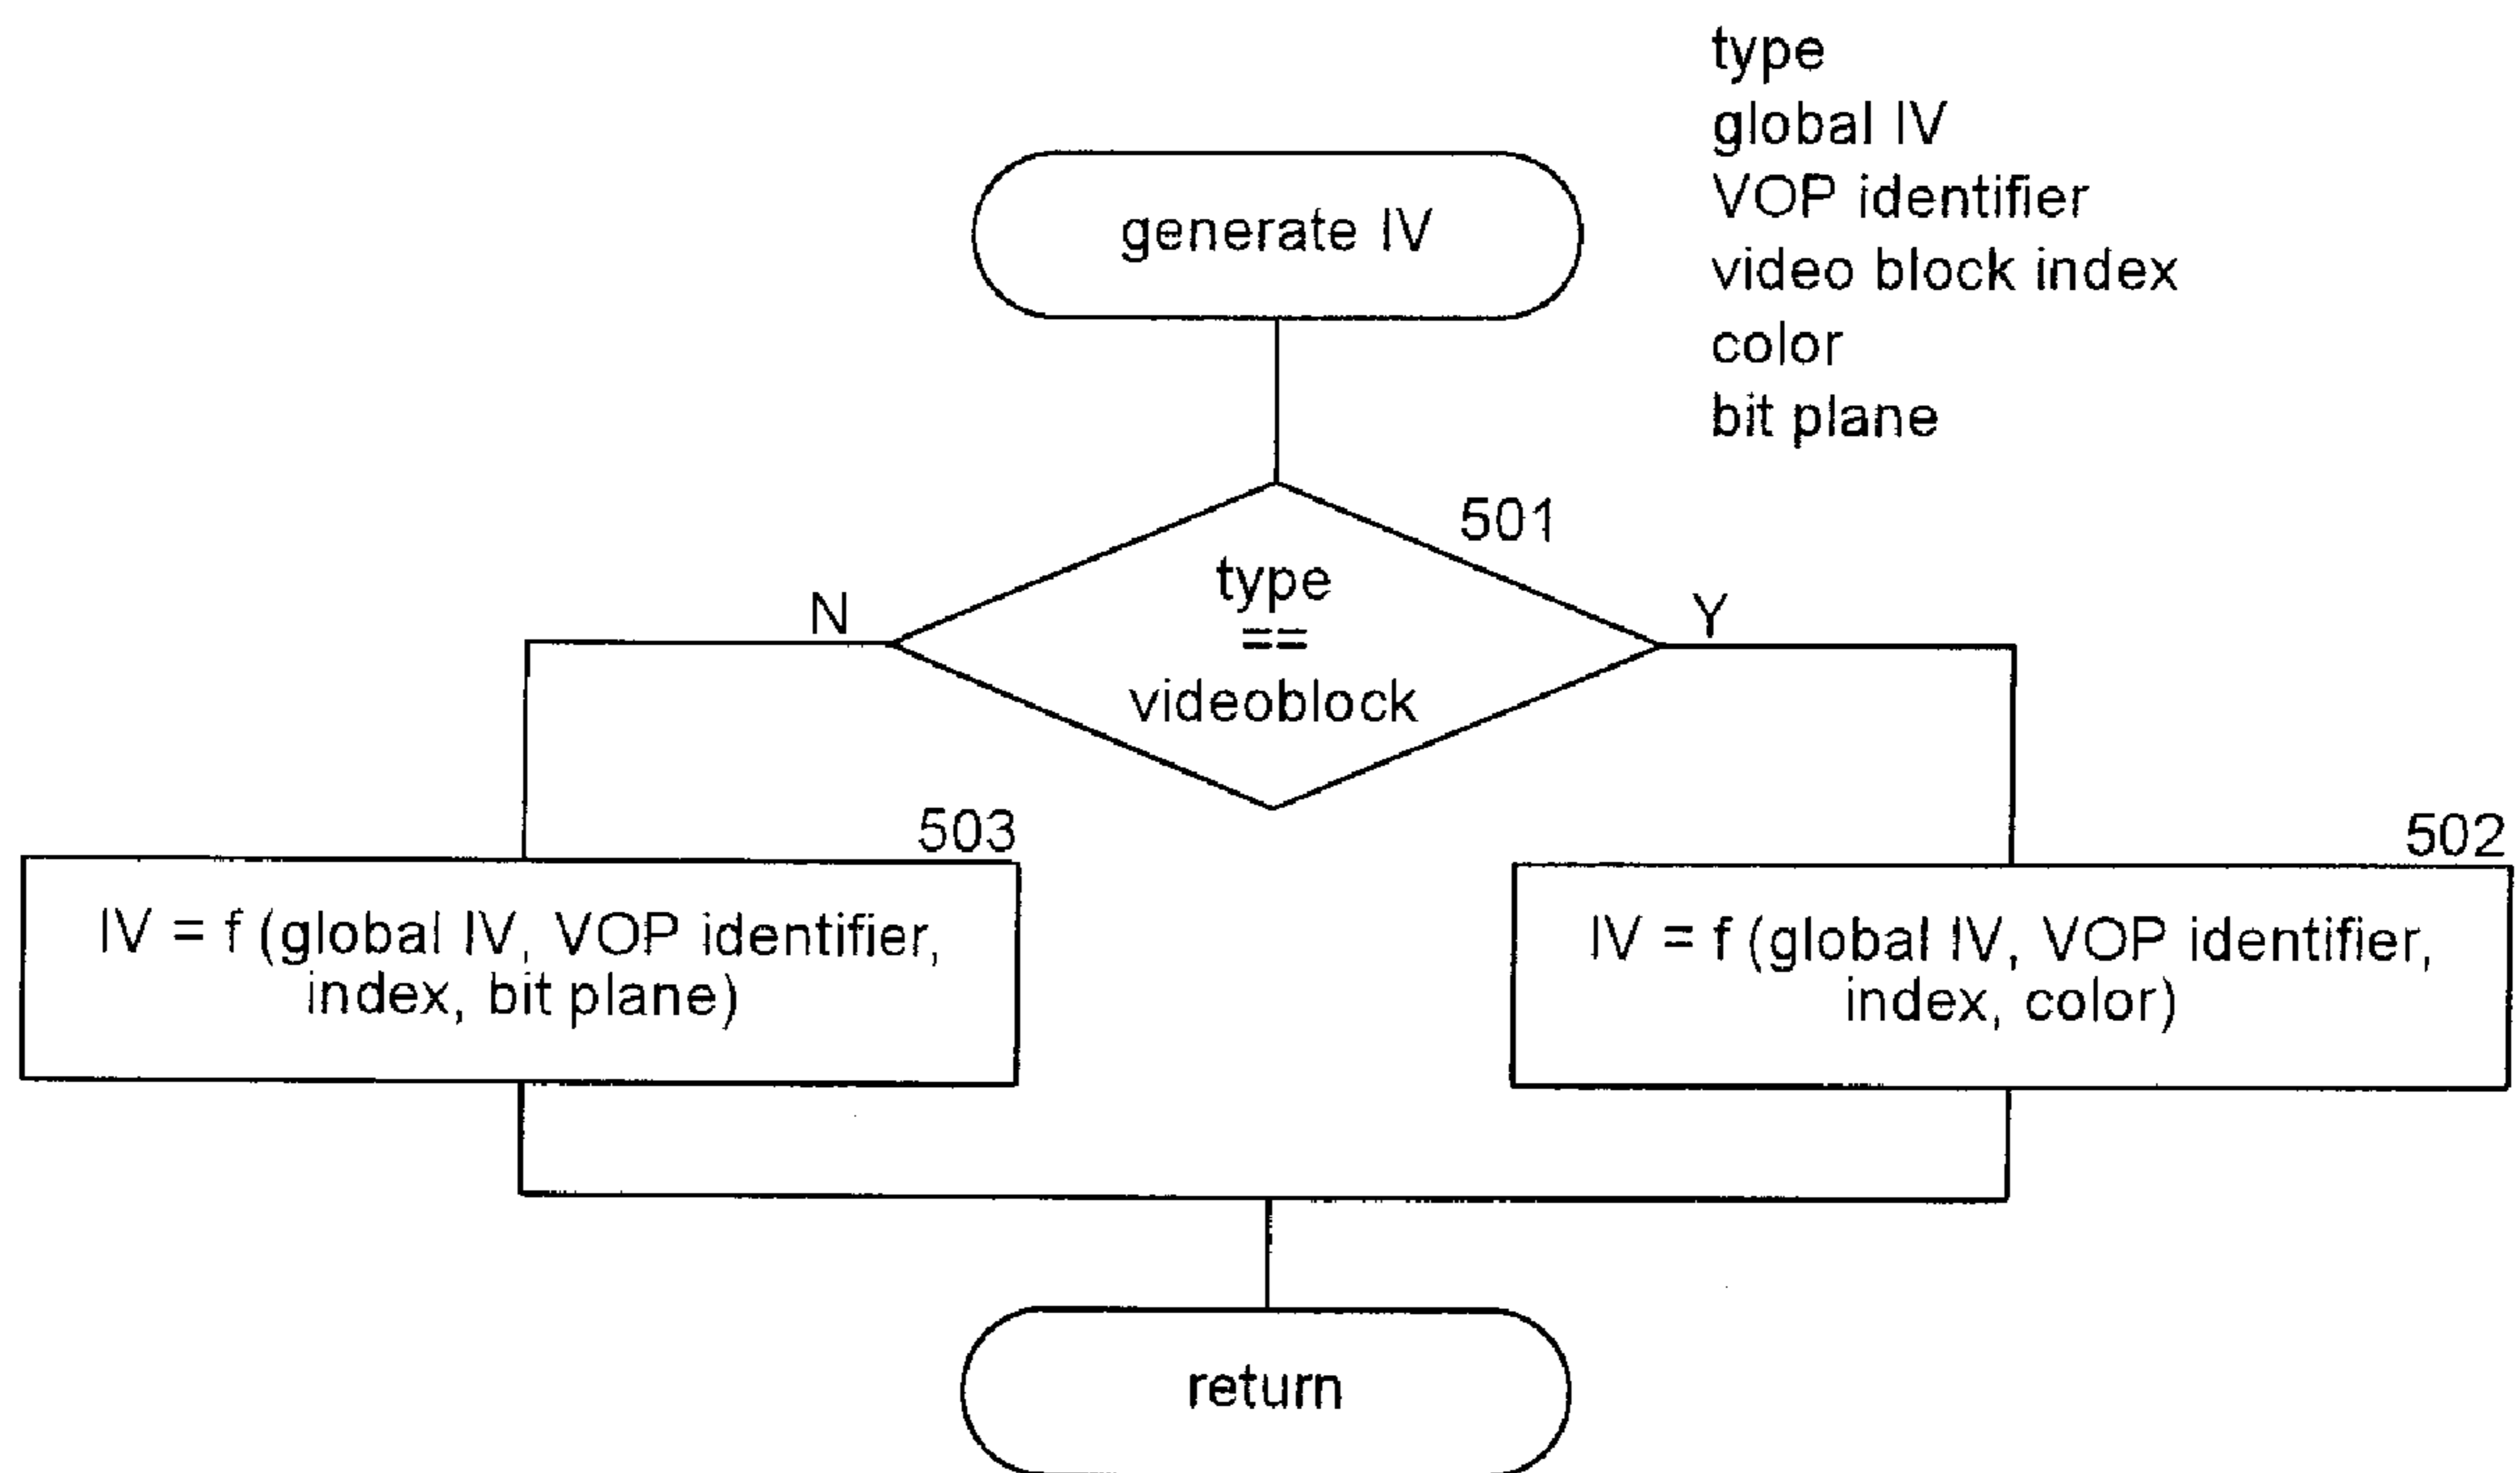 type
global IV
VOP identifier
video block index
color
bit plane
generate IV
501
type
==
videoblock
N
Y
503
IV = f (global IV, VOP identifier,
index, bit plane)
502
IV = f (global IV, VOP identifier,
index, color)
return